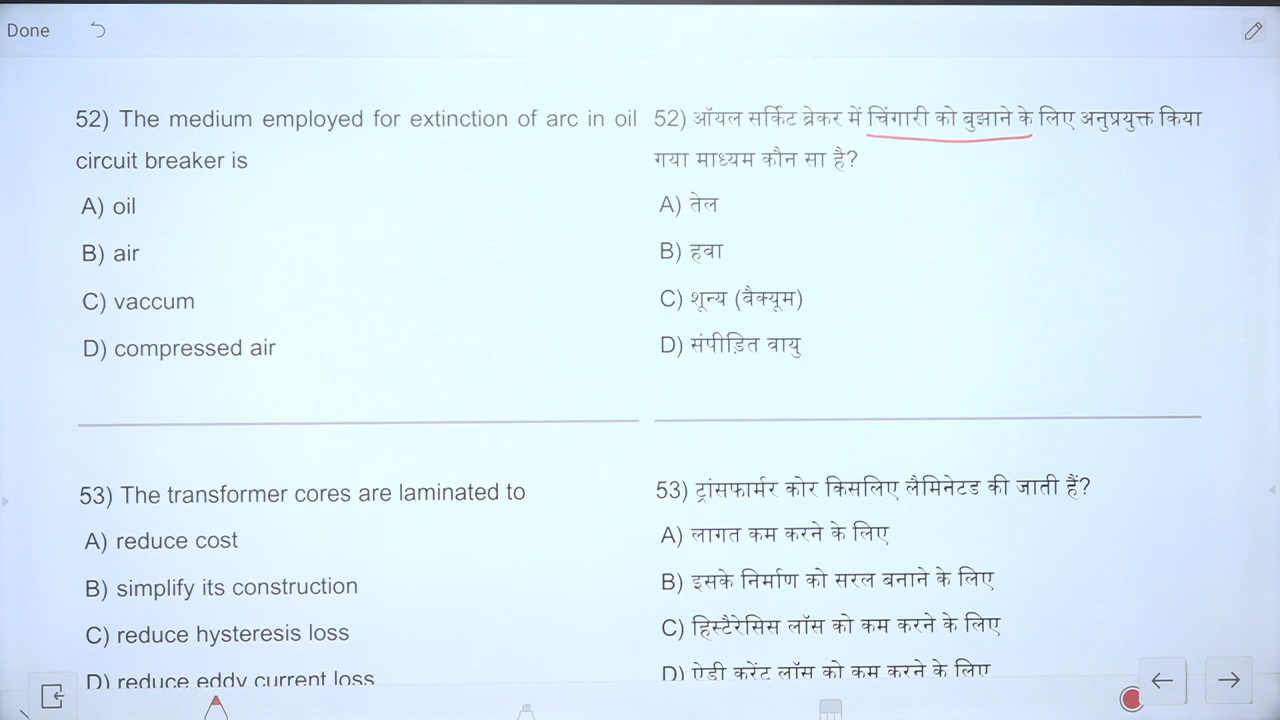 Done
52) The medium employed for extinction of arc in oil
circuit breaker is
A) oil
B) air
C) vaccum
D) compressed air
52) ऑयल सर्किट ब्रेकर में चिंगारी को बुझाने के लिए अनुप्रयुक्त किया
गया माध्यम कौन सा है?
A) तेल
B) हवा
C) शून्य (वैक्यूम)
D) संपीड़ित वायु
53) The transformer cores are laminated to
A) reduce cost
B) simplify its construction
C) reduce hysteresis loss
D) reduce eddy current loss
53) ट्रांसफार्मर कोर किसलिए लैमिनेटड की जाती हैं?
A) लागत कम करने के लिए
B) इसके निर्माण को सरल बनाने के लिए
C) हिस्टैरेसिस लॉस को कम करने के लिए
D) ऐडी करेंट लॉस को कम करने के लिए